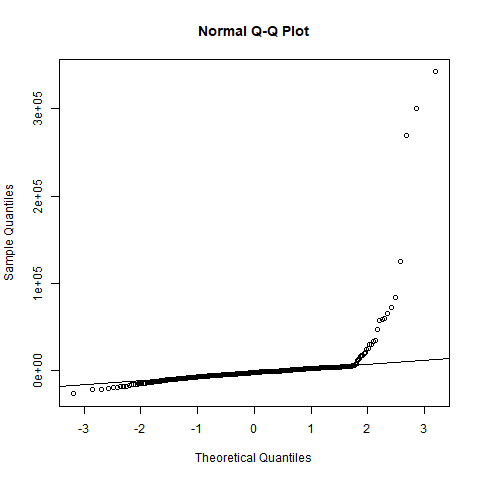 Normal Q-Q Plot
Sample Quantiles
3e+05
2e+05
1e+05
0e+00
-3 -2 -1 0 1 2 3
Theoretical Quantiles